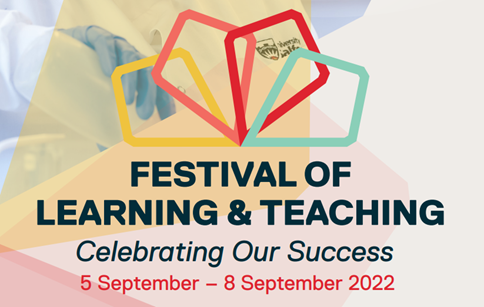 FESTIVAL OF
LEARNING & TEACHING
Celebrating Our Success
5 September – 8 September 2022